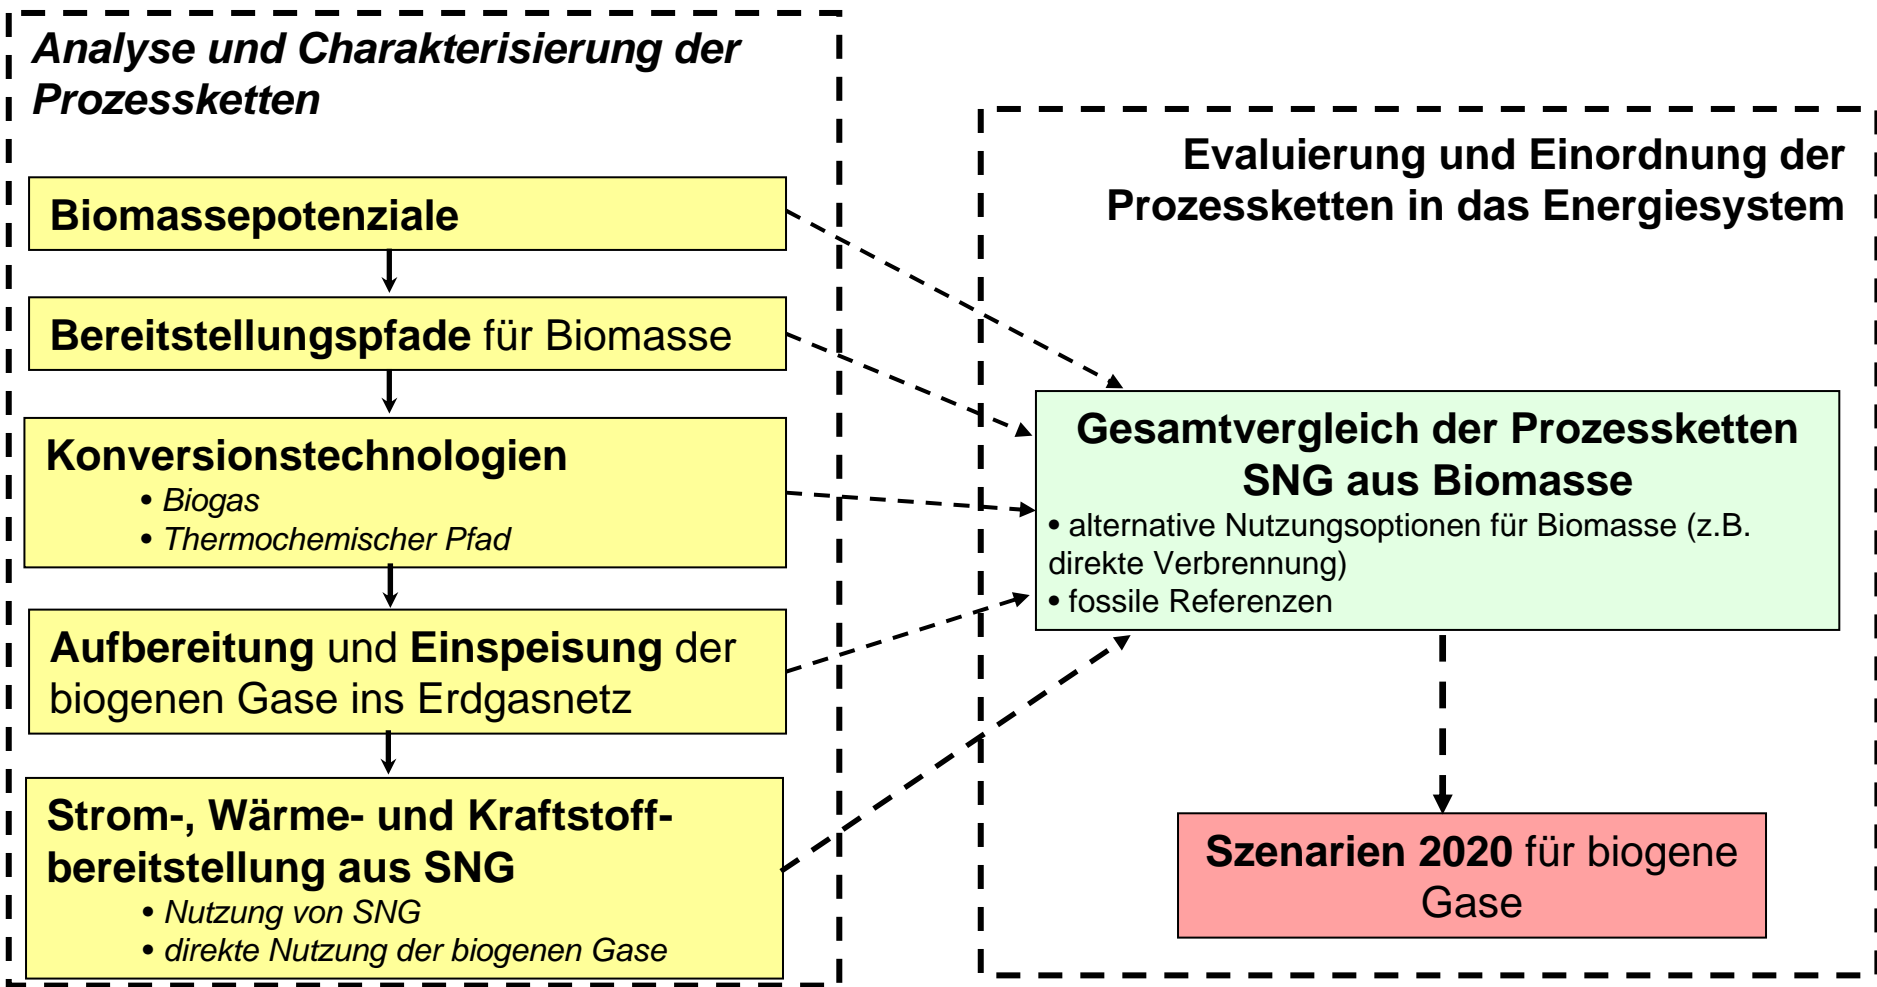 Analyse und Charakterisierung der
Prozessketten
Biomassepotenziale
Bereitstellungspfade für Biomasse
Konversionstechnologien
• Biogas
• Thermochemischer Pfad
Aufbereitung und Einspeisung der
biogenen Gase ins Erdgasnetz
Strom-, Wärme- und Kraftstoff-
bereitstellung aus SNG
• Nutzung von SNG
• direkte Nutzung der biogenen Gase
Evaluierung und Einordnung der
Prozessketten in das Energiesystem
Gesamtvergleich der Prozessketten
SNG aus Biomasse
• alternative Nutzungsoptionen für Biomasse (z.B.
direkte Verbrennung)
• fossile Referenzen
Szenarien 2020 für biogene
Gase